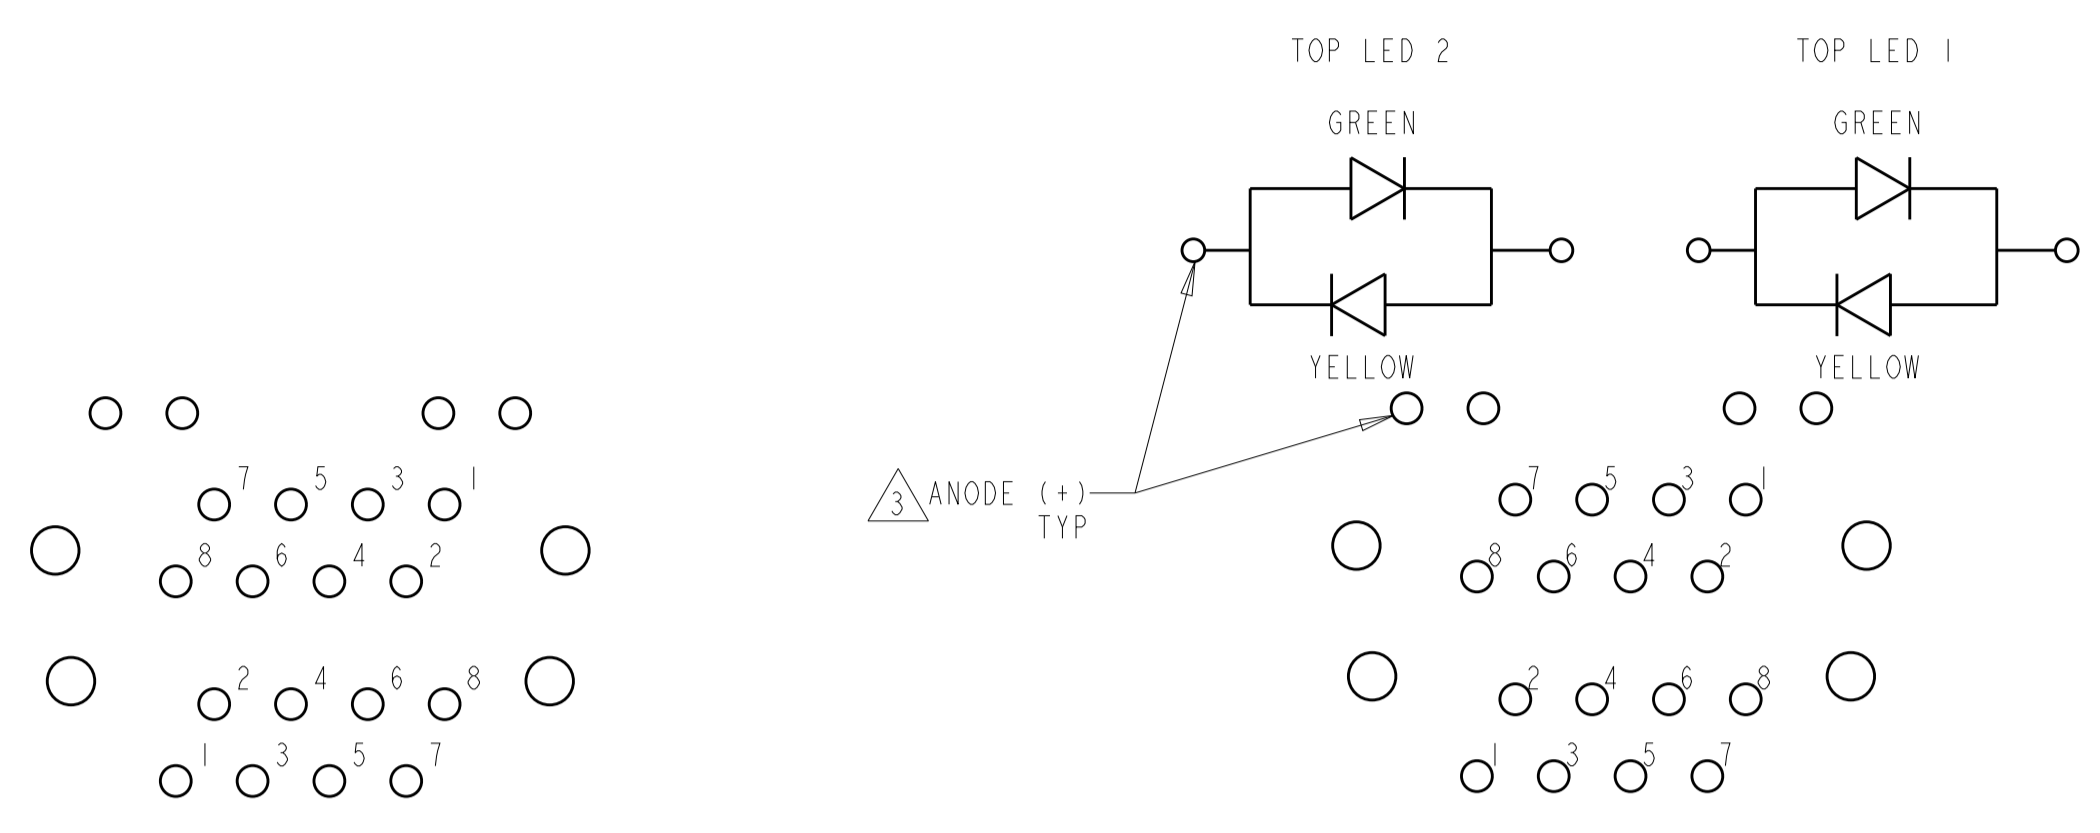 TOP LED 2
TOP LED 1
GREEN
GREEN
YELLOW
YELLOW
3 ANODE (+)
TYP
7 5 3 1
8 6 4 2
2 4 6 8
1 3 5 7
7 5 3 1
8 6 4 2
2 4 6 8
1 3 5 7